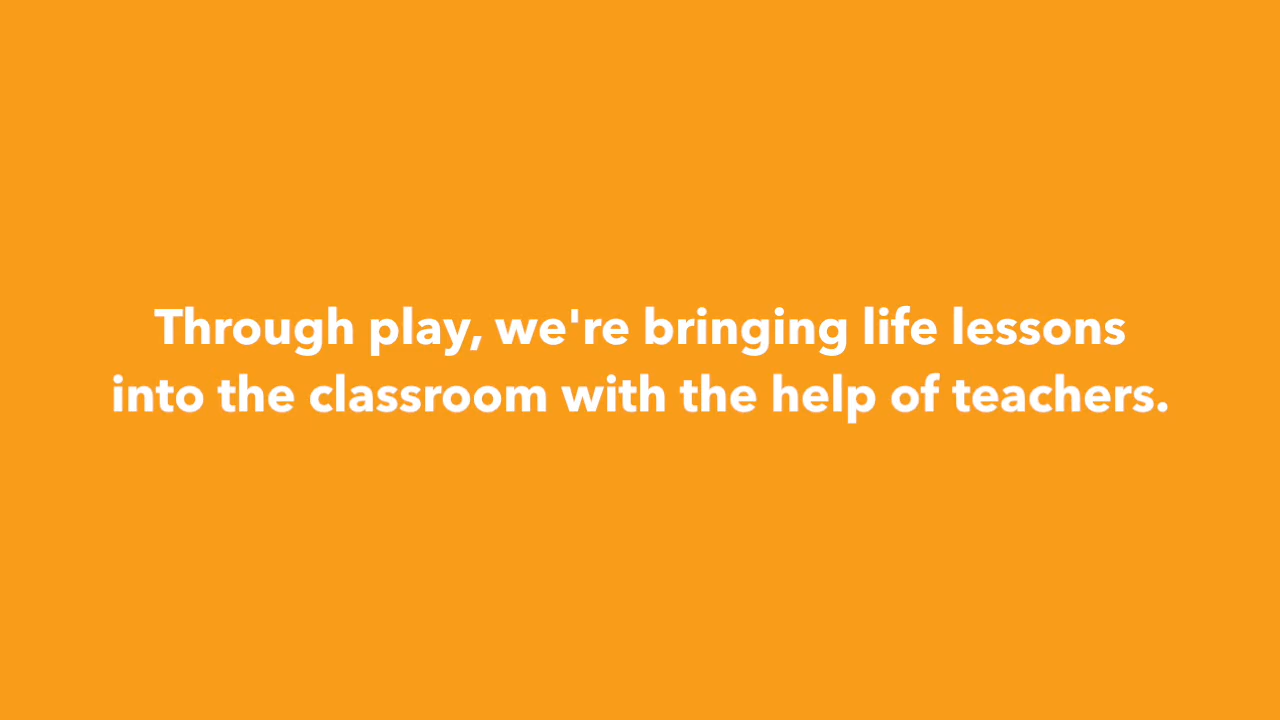 Through play, we're bringing life lessons
into the classroom with the help of teachers.